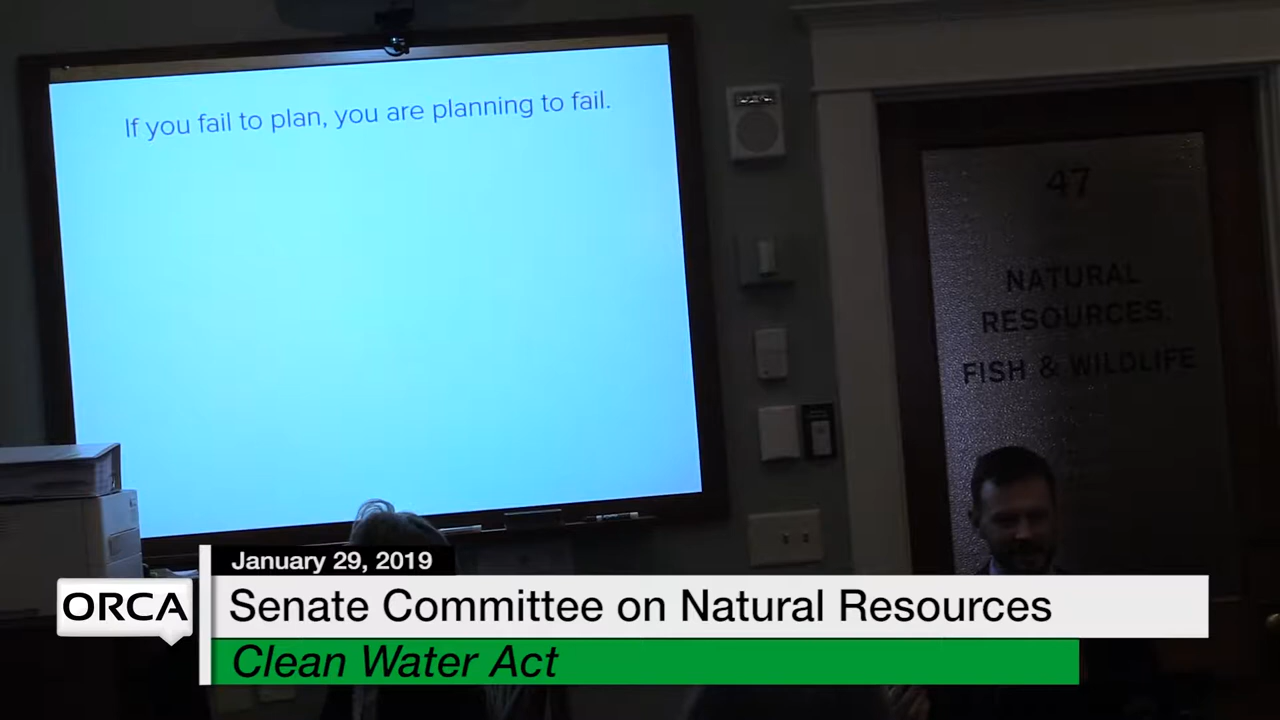 If you fail to plan, you are planning to fail.
47
NATURAL
RESOURCES,
FISH & WILDLIFE
January 29, 2019
ORCA
Senate Committee on Natural Resources
Clean Water Act